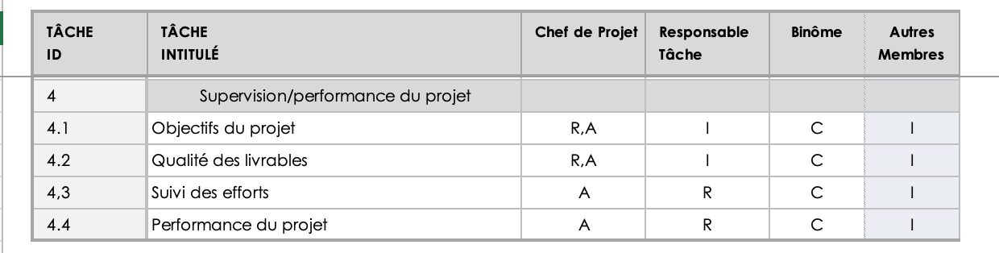 TÂCHE ID TÂCHE INTITULÉ Chef de Projet Responsable Tâche Binôme Autres Membres
4 Supervision/performance du projet
4.1 Objectifs du projet R,A I C I
4.2 Qualité des livrables R,A I C I
4,3 Suivi des efforts A R C I
4.4 Performance du projet A R C I